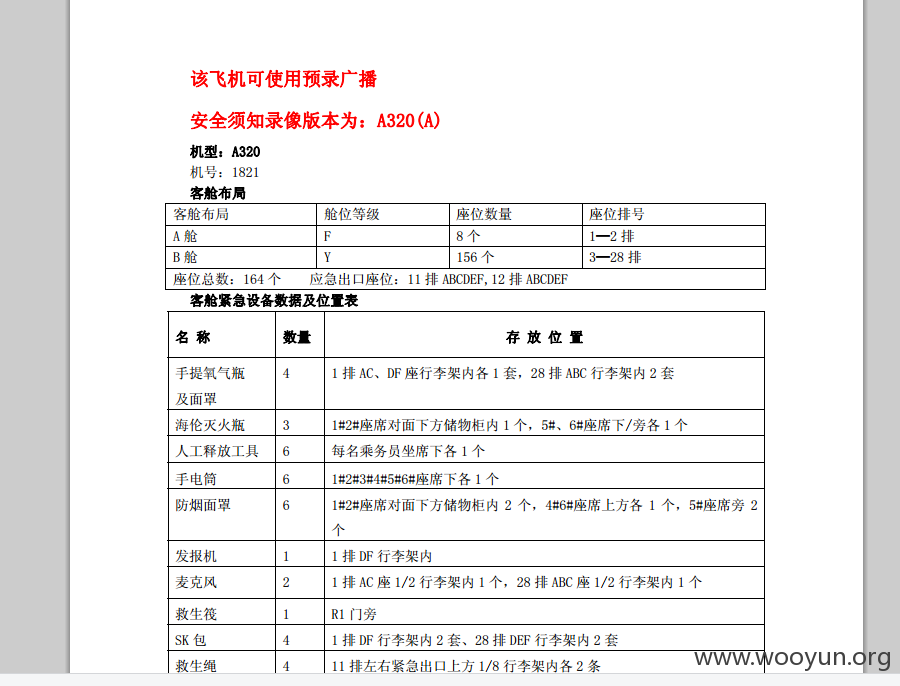 该飞机可使用预录广播
安全须知录像版本为：A320(A)
机型：A320
机号：1821
客舱布局
客舱布局 舱位等级 座位数量 座位排号
A 舱 F 8 个 1—2 排
B 舱 Y 156 个 3—28 排
座位总数：164 个 应急出口座位：11 排 ABCDEF,12 排 ABCDEF
客舱紧急设备数据及位置表
名 称 数量 存 放 位 置
手提氧气瓶 4 1 排 AC、DF 座行李架内各 1 套，28 排 ABC 行李架内 2 套
及面罩
海伦灭火瓶 3 1#2#座席对面下方储物柜内 1 个，5#、6#座席下/旁各 1 个
人工释放工具 6 每名乘务员坐席下各 1 个
手电筒 6 1#2#3#4#5#6#座席下各 1 个
防烟面罩 6 1#2#座席对面下方储物柜内 2 个，4#6#座席上方各 1 个，5#座席旁 2
个
发报机 1 1 排 DF 行李架内
麦克风 2 1 排 AC 座 1/2 行李架内 1 个，28 排 ABC 座 1/2 行李架内 1 个
救生筏 1 R1 门旁
SK 包 4 1 排 DF 行李架内 2 套、28 排 DEF 行李架内 2 套
救生绳 4 11 排左右紧急出口上方 1/8 行李架内各 2 条
www.wooyun.org